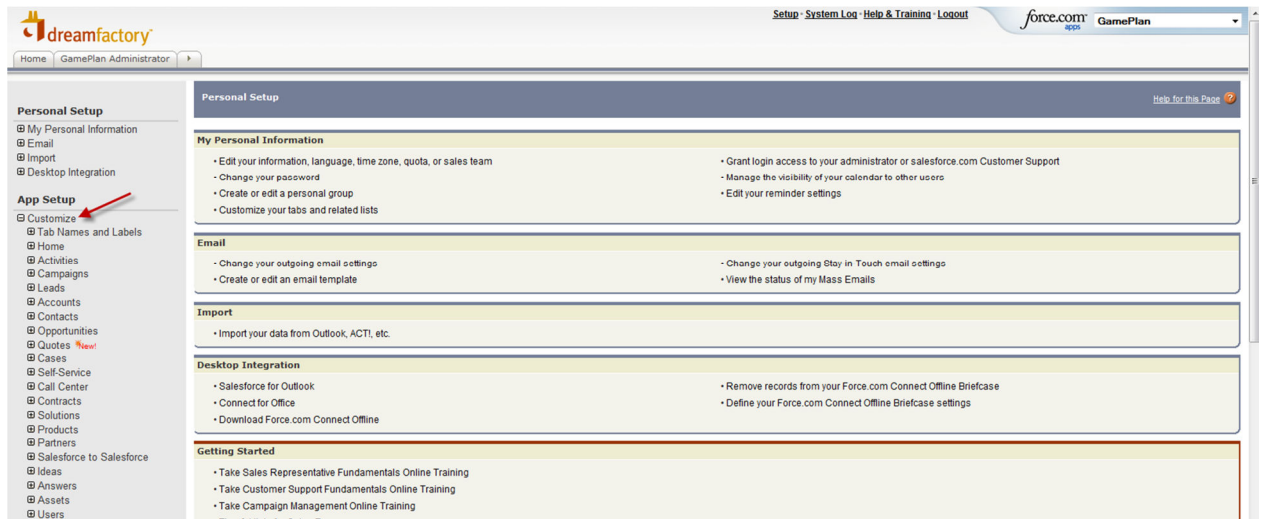 Setup · System Log · Help & Training · Logout
force.com apps
GamePlan
dreamfactory
Home
GamePlan Administrator
Personal Setup
My Personal Information
Email
Import
Desktop Integration
App Setup
Customize
Tab Names and Labels
Home
Activities
Campaigns
Leads
Accounts
Contacts
Opportunities
Quotes New!
Cases
Self-Service
Call Center
Contracts
Solutions
Products
Partners
Salesforce to Salesforce
Ideas
Answers
Assets
Users
Personal Setup
Help for this Page ?
My Personal Information
• Edit your information, language, time zone, quota, or sales team
• Change your password
• Create or edit a personal group
• Customize your tabs and related lists
• Grant login access to your administrator or salesforce.com Customer Support
• Manage the visibility of your calendar to other users
• Edit your reminder settings
Email
• Change your outgoing email settings
• Create or edit an email template
• Change your outgoing Stay in Touch email settings
• View the status of my Mass Emails
Import
• Import your data from Outlook, ACT!, etc.
Desktop Integration
• Salesforce for Outlook
• Connect for Office
• Download Force.com Connect Offline
• Remove records from your Force.com Connect Offline Briefcase
• Define your Force.com Connect Offline Briefcase settings
Getting Started
• Take Sales Representative Fundamentals Online Training
• Take Customer Support Fundamentals Online Training
• Take Campaign Management Online Training